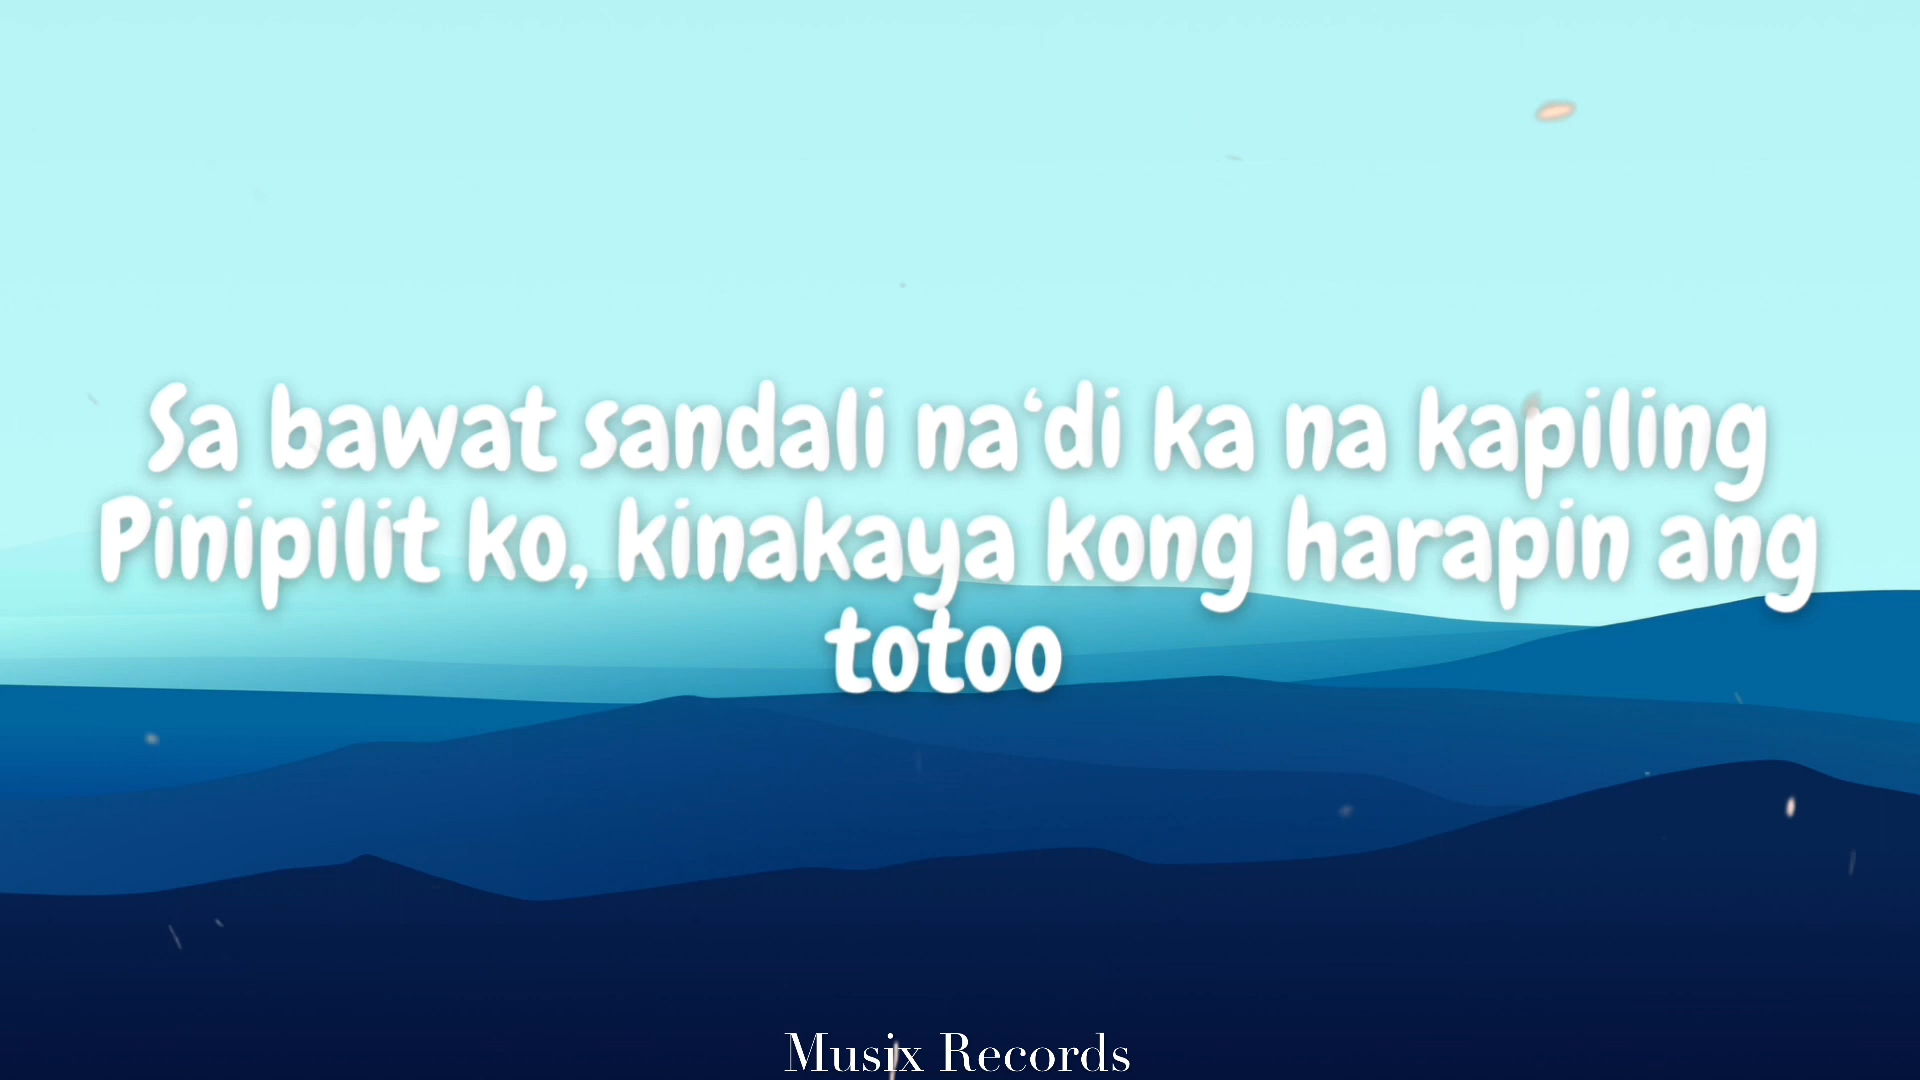 Sa bawat sandali na‘di ka na kapiling
Pinipilit ko, kinakaya kong harapin ang
totoo
Musix Records